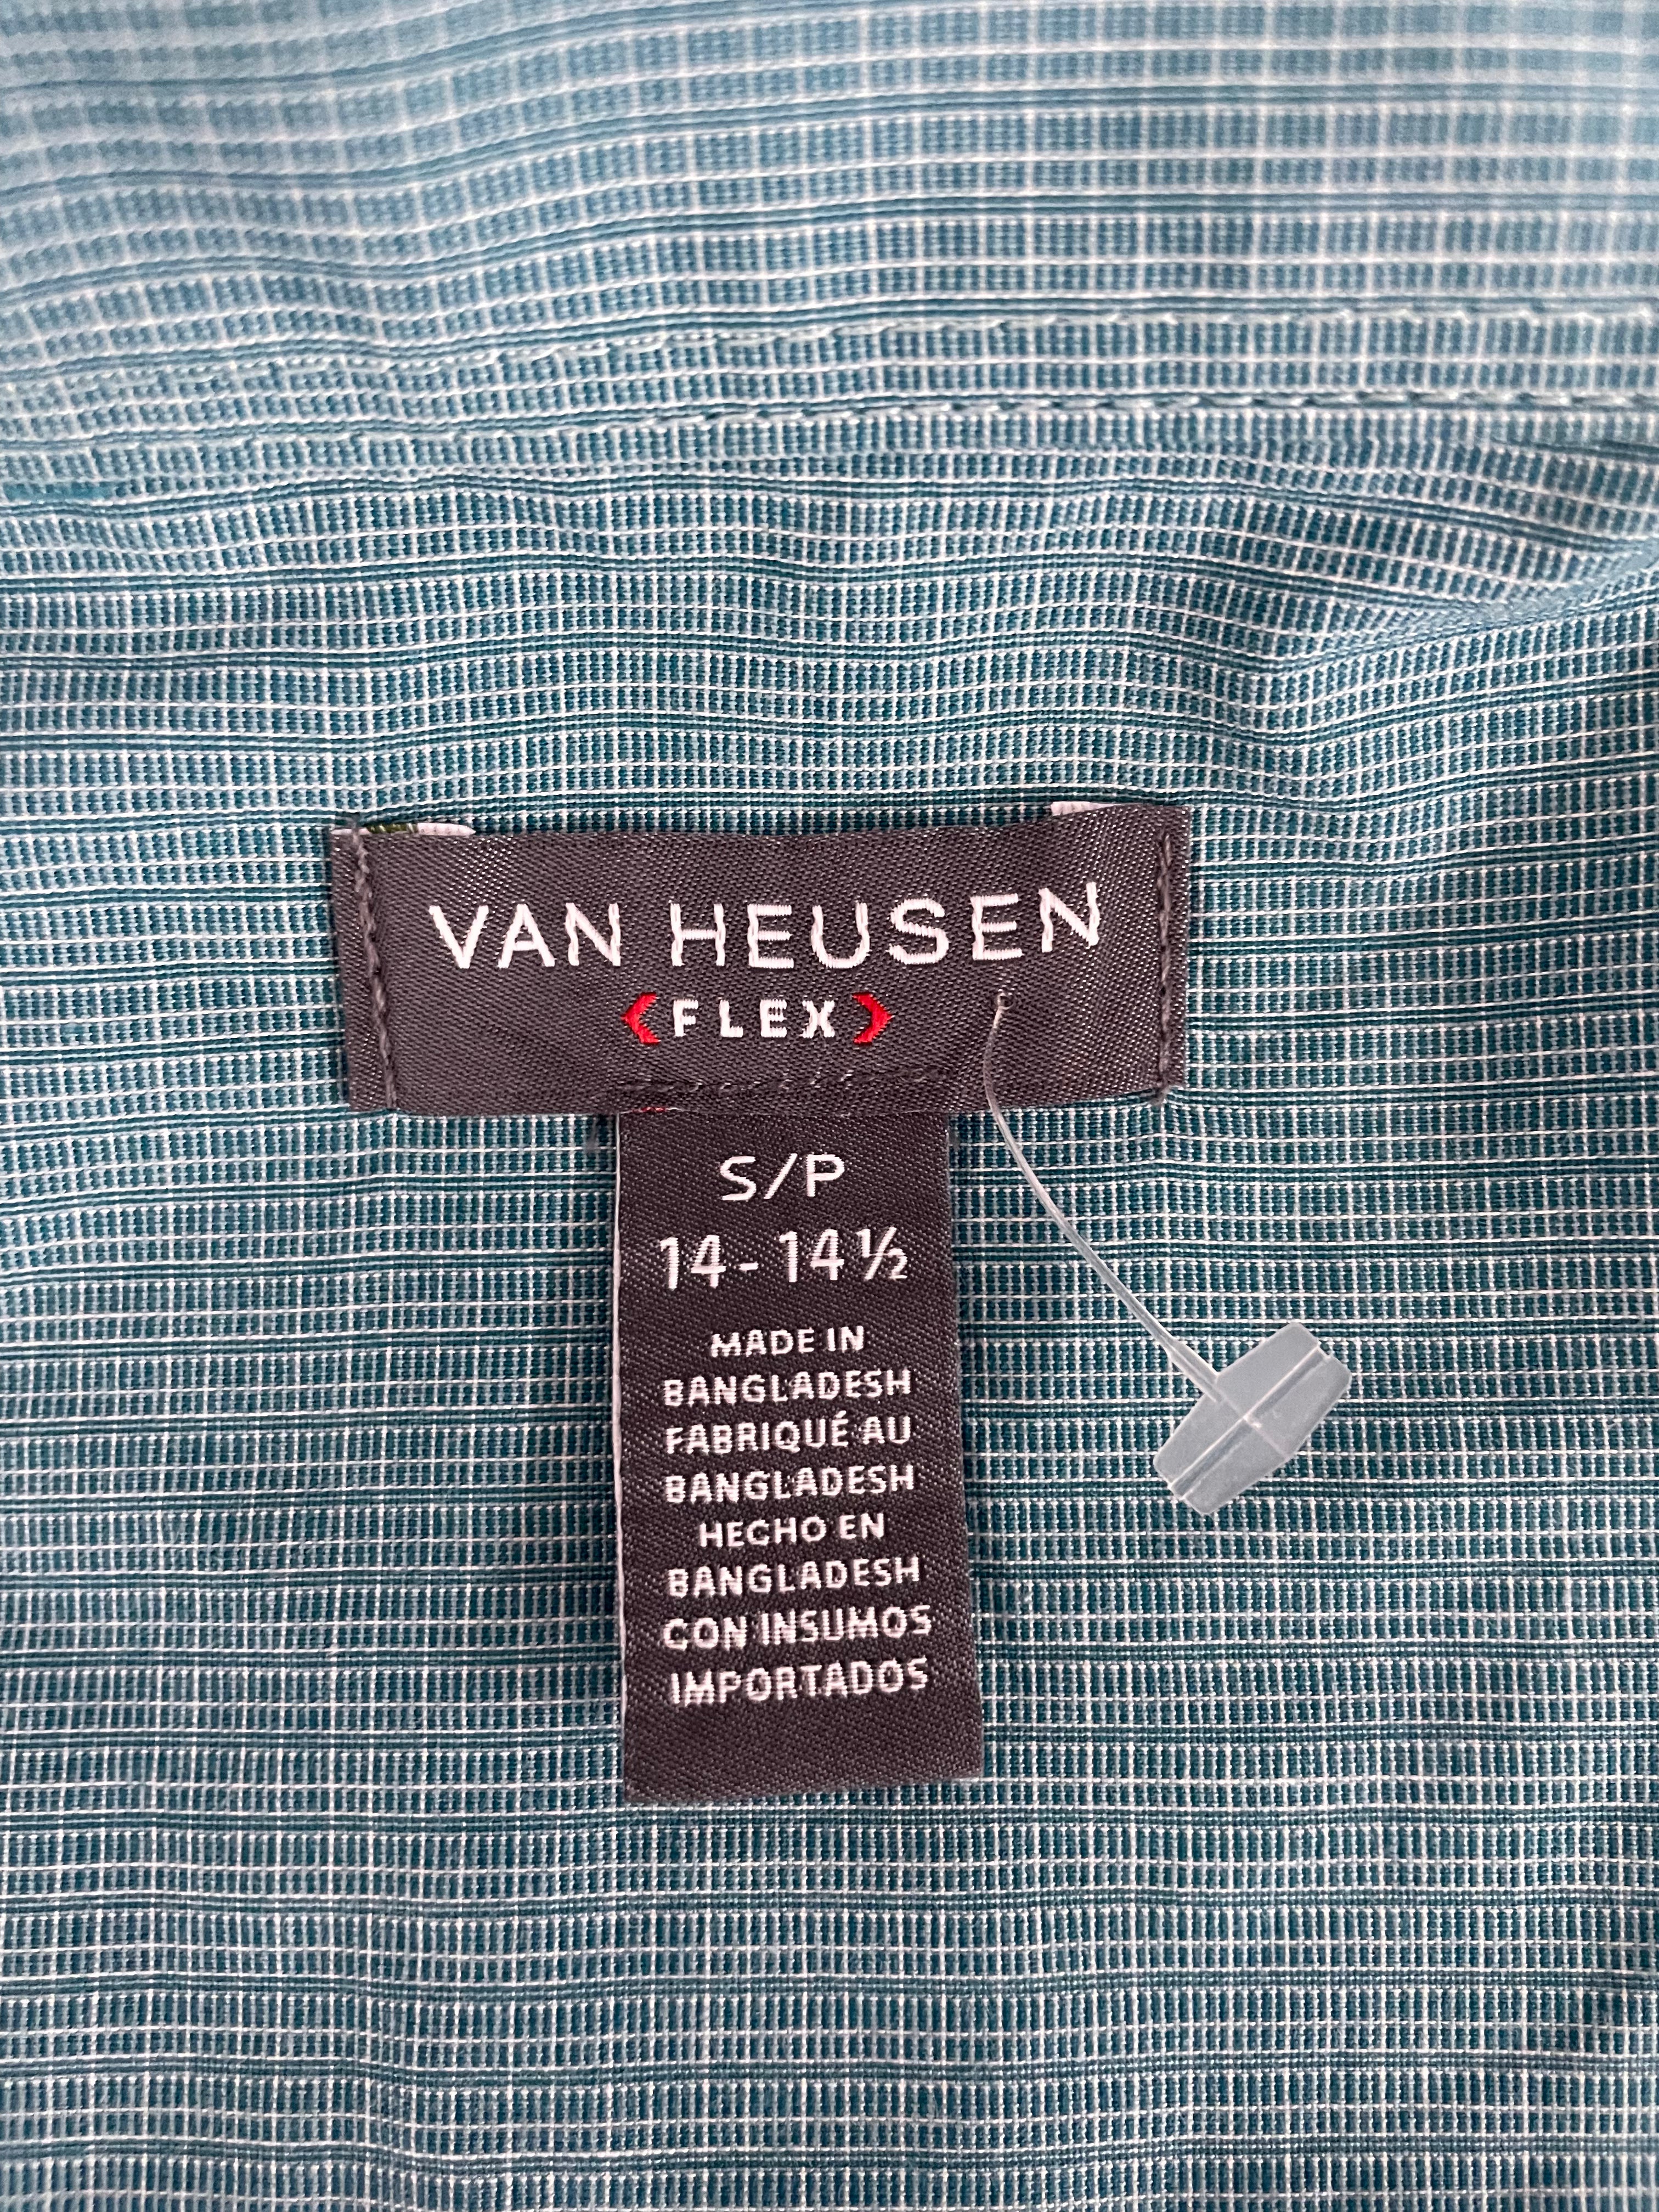 VAN HEUSEN
<FLEX>
S/P
14-14½
MADE IN
BANGLADESH
FABRIQUÉ AU
BANGLADESH
HECHO EN
BANGLADESH
CON INSUMOS
IMPORTADOS